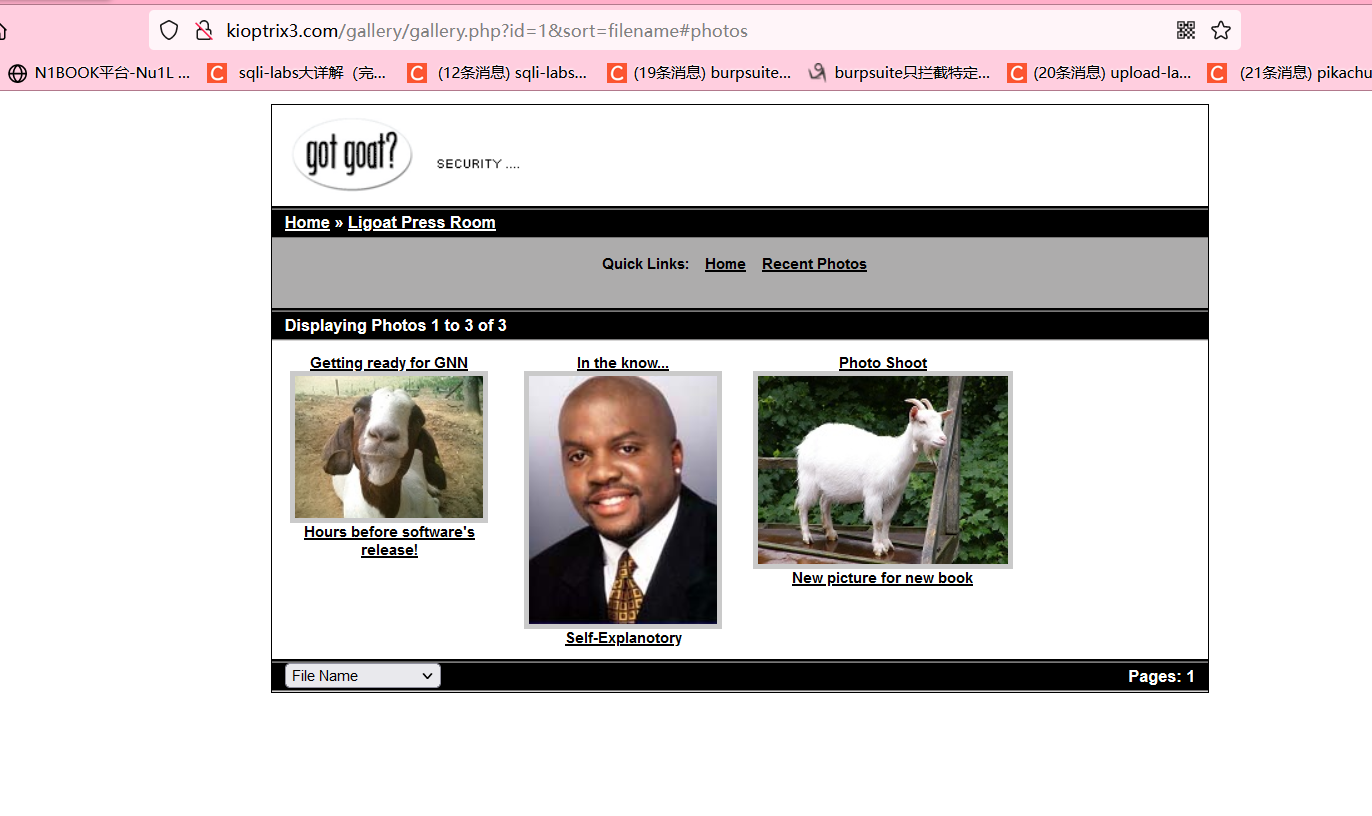 kioptrix3.com/gallery/gallery.php?id=1&sort=filename#photos
N1BOOK平台-Nu1L ... sqli-labs大详解（完... (12条消息) sqli-labs... (19条消息) burpsuite... burpsuite只拦截特定... (20条消息) upload-la... (21条消息) pikachu
got goat?
SECURITY ....
Home » Ligoat Press Room
Quick Links: Home Recent Photos
Displaying Photos 1 to 3 of 3
Getting ready for GNN
Hours before software's
release!
In the know...
Self-Explanotory
Photo Shoot
New picture for new book
File Name
Pages: 1